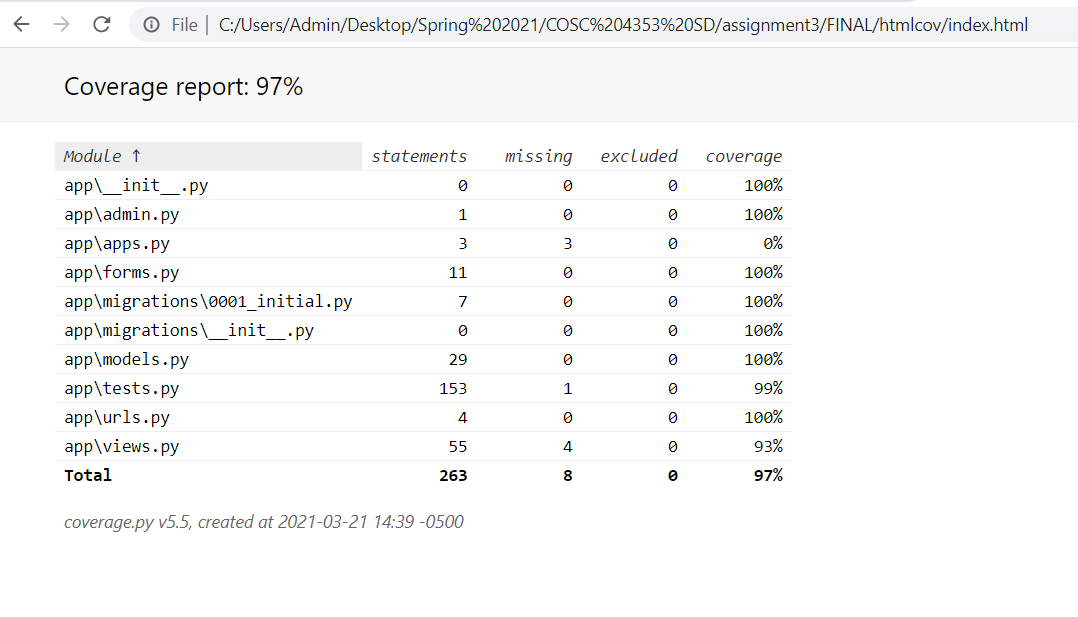 File | C:/Users/Admin/Desktop/Spring%202021/COSC%204353%20SD/assignment3/FINAL/htmlcov/index.html
Coverage report: 97%
Module ↑ statements missing excluded coverage
app\__init__.py 0 0 0 100%
app\admin.py 1 0 0 100%
app\apps.py 3 3 0 0%
app\forms.py 11 0 0 100%
app\migrations\0001_initial.py 7 0 0 100%
app\migrations\__init__.py 0 0 0 100%
app\models.py 29 0 0 100%
app\tests.py 153 1 0 99%
app\urls.py 4 0 0 100%
app\views.py 55 4 0 93%
Total 263 8 0 97%
coverage.py v5.5, created at 2021-03-21 14:39 -0500